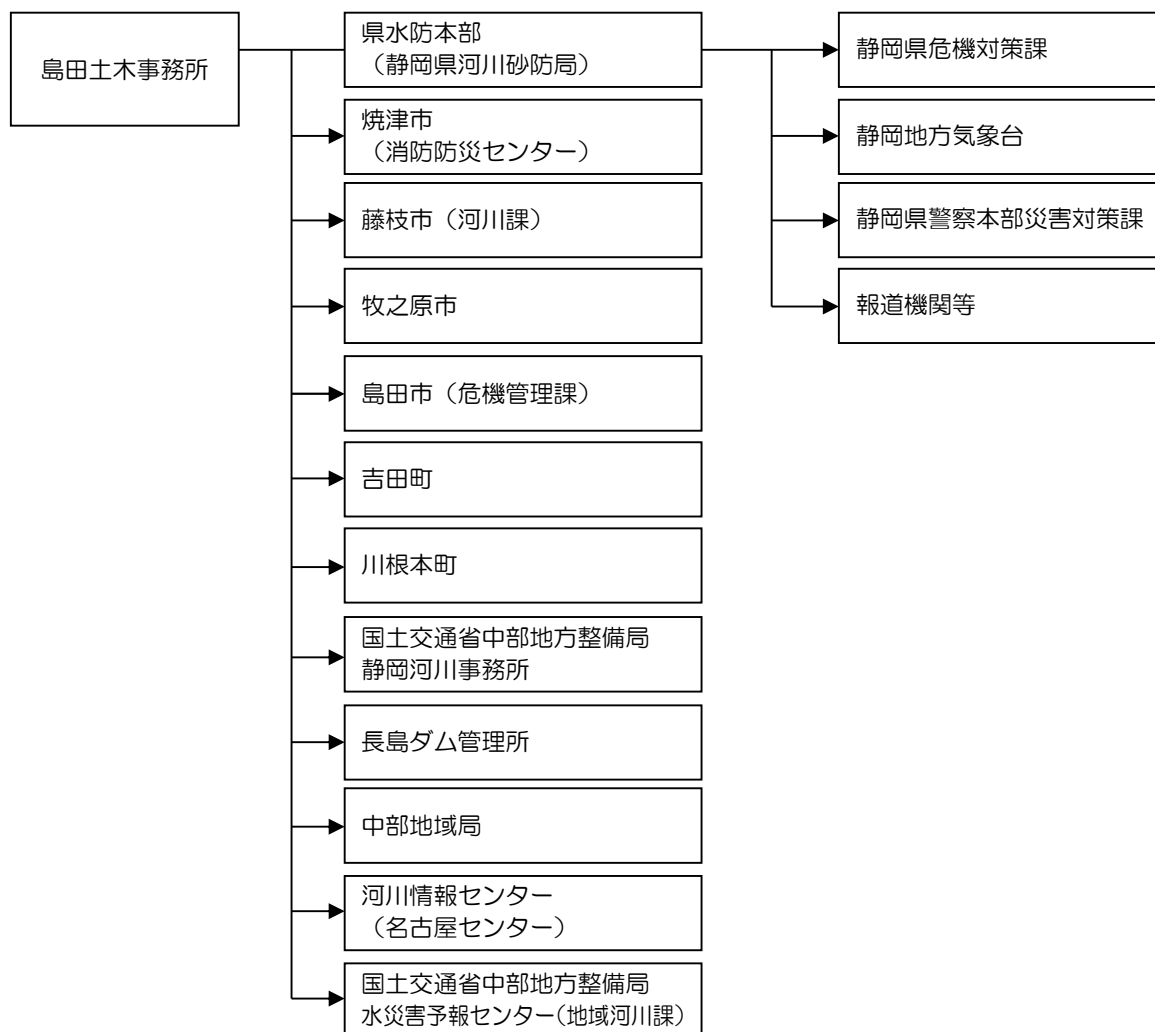 島田土木事務所
県水防本部
（静岡県河川砂防局）
焼津市
（消防防災センター）
藤枝市（河川課）
牧之原市
島田市（危機管理課）
吉田町
川根本町
国土交通省中部地方整備局
静岡河川事務所
長島ダム管理所
中部地域局
河川情報センター
（名古屋センター）
国土交通省中部地方整備局
水災害予報センター（地域河川課）
静岡県危機対策課
静岡地方気象台
静岡県警察本部災害対策課
報道機関等